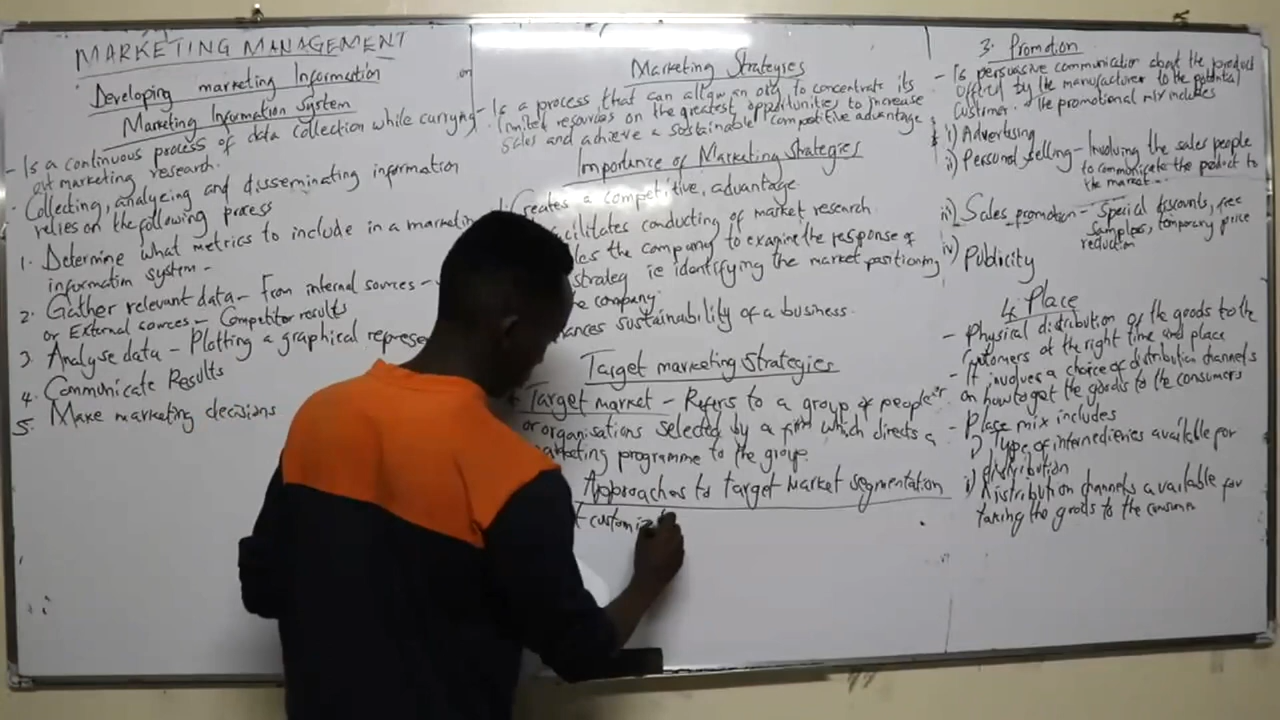 MARKETING MANAGEMENT
Developing marketing Information
Marketing Information System
- Is a continuous process of data collection while carrying
out marketing research.
- Collecting, analyzing and disseminating information
relies on the following process
1. Determine what metrics to include in a marketing
information system -
2. Gather relevant data - From internal sources -
or External sources - Competitor results
3. Analyse data - Plotting a graphical represe
4. Communicate Results
5. Make marketing decisions
Marketing Strategies
- Is a process that can allow an org to concentrate its
limited resources on the greatest opportunities to increase
Sales and achieve a sustainable competitive advantage
Importance of Marketing Strategies
Creates a competitive, advantage
acilitates conducting of market research
les the company to examine the response of
strateg ie identifying the market positioning
e company
ances sustainability of a business.
Target marketing strategies
Target market - Refers to a group of people
or organisations selected by a firm which directs a
arketing programme to the group.
Approaches to target market segmentation
t customiz
3. Promotion
- Is persuasive communication about the product
offered by the manufacturer to the potential
customer. The promotional mix includes
i) Advertising
ii) Personal selling - Involving the sales people
to communicate the product to
the market -
iii) Sales promotion - Special discounts, free
samples, temporary price
reduction
iv) Publicity
4. Place
- Physical distribution of the goods to the
customers at the right time and place
- It involves a choice of distribution channels
on how to get the goods to the consumers
- Place mix includes
i) Type of intermedieries available for
distribution
ii) Distribution channels available for
taking the goods to the consumer